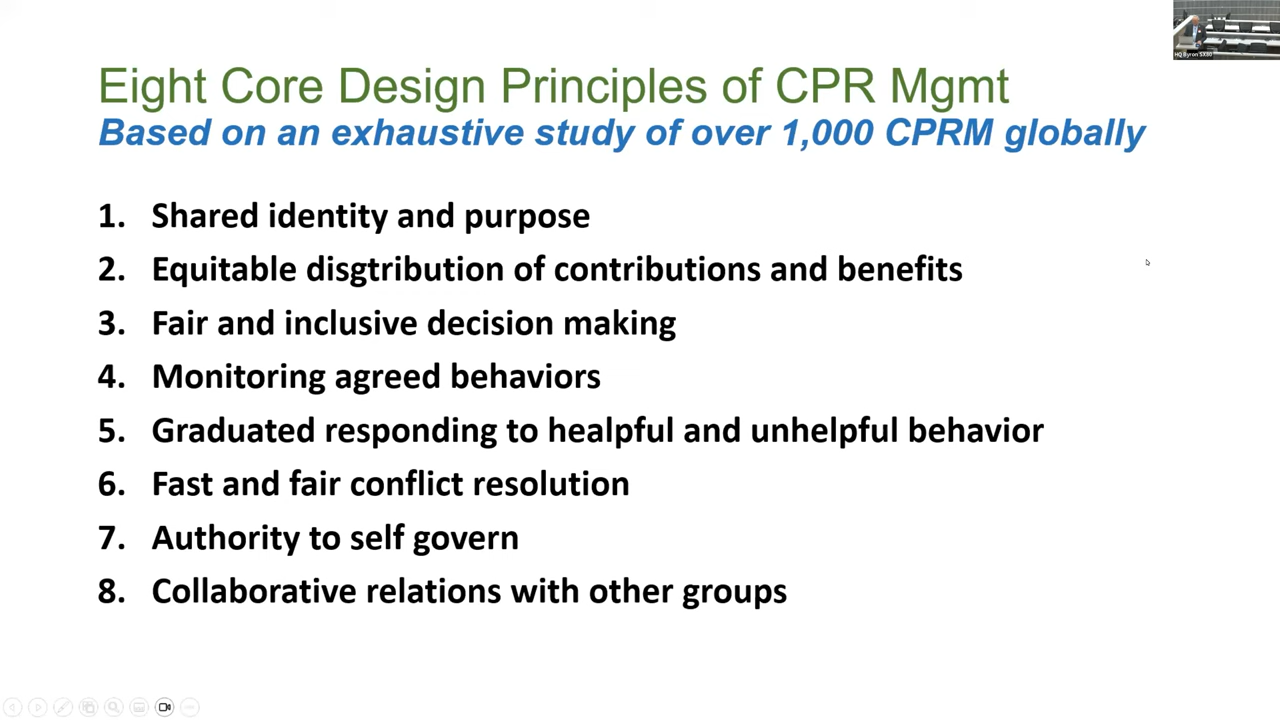 Eight Core Design Principles of CPR Mgmt
Based on an exhaustive study of over 1,000 CPRM globally
1. Shared identity and purpose
2. Equitable disgtribution of contributions and benefits
3. Fair and inclusive decision making
4. Monitoring agreed behaviors
5. Graduated responding to healpful and unhelpful behavior
6. Fast and fair conflict resolution
7. Authority to self govern
8. Collaborative relations with other groups